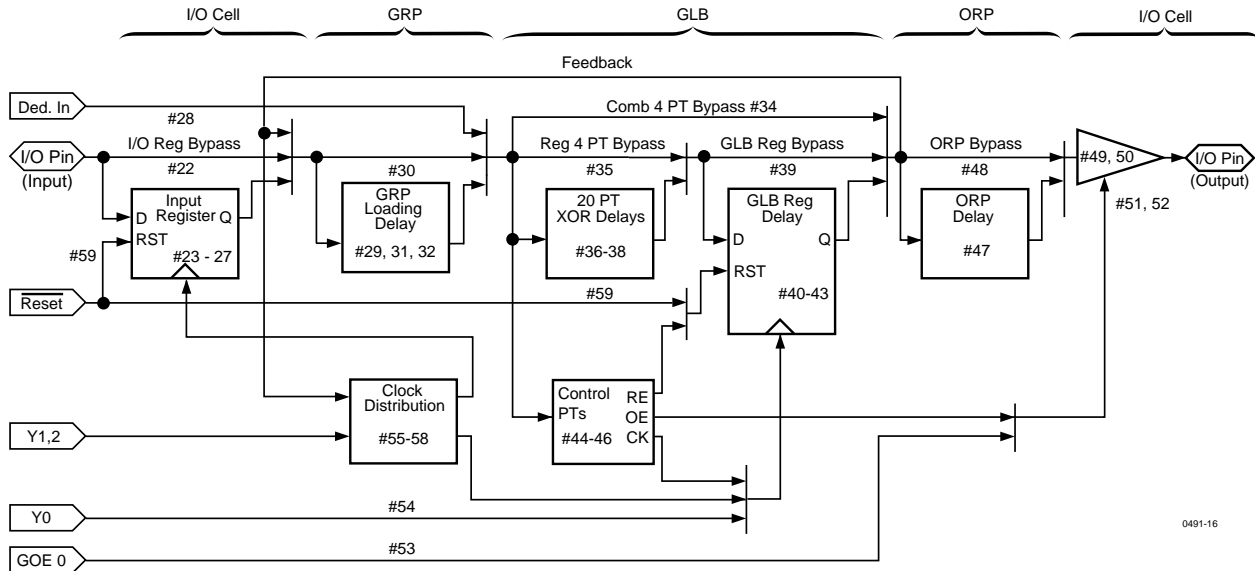 I/O Cell
GRP
GLB
ORP
I/O Cell
Feedback
Ded. In
#28
Comb 4 PT Bypass #34
I/O Pin
(Input)
I/O Reg Bypass
#22
#30
Reg 4 PT Bypass
#35
GLB Reg Bypass
#39
ORP Bypass
#48
#49, 50
I/O Pin
(Output)
#51, 52
Input
Register
D
Q
RST
#23 - 27
GRP
Loading
Delay
#29, 31, 32
20 PT
XOR Delays
#36-38
GLB Reg
Delay
D
Q
RST
#40-43
ORP
Delay
#47
#59
Reset
#59
Clock
Distribution
#55-58
Control
PTs
#44-46
RE
OE
CK
Y1,2
Y0
#54
GOE 0
#53
0491-16